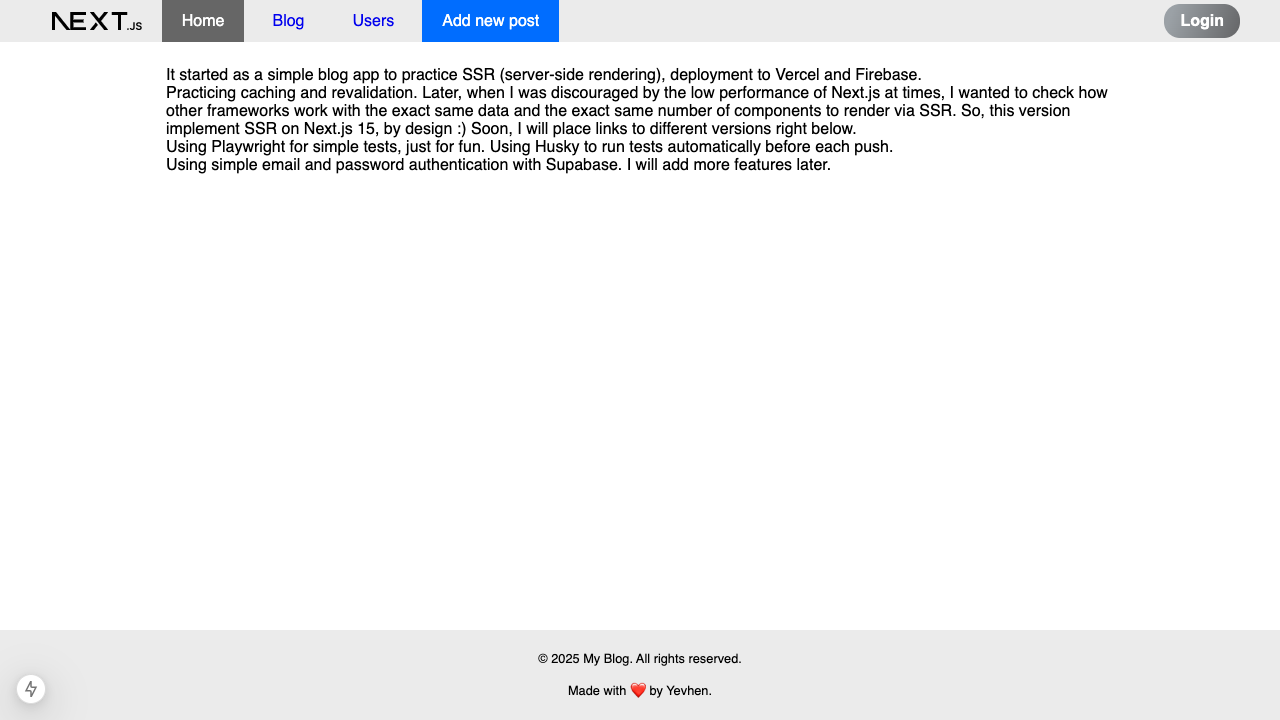 NEXT.JS Home Blog Users Add new post Login
It started as a simple blog app to practice SSR (server-side rendering), deployment to Vercel and Firebase.
Practicing caching and revalidation. Later, when I was discouraged by the low performance of Next.js at times, I wanted to check how
other frameworks work with the exact same data and the exact same number of components to render via SSR. So, this version
implement SSR on Next.js 15, by design :) Soon, I will place links to different versions right below.
Using Playwright for simple tests, just for fun. Using Husky to run tests automatically before each push.
Using simple email and password authentication with Supabase. I will add more features later.
© 2025 My Blog. All rights reserved.
Made with ❤️ by Yevhen.